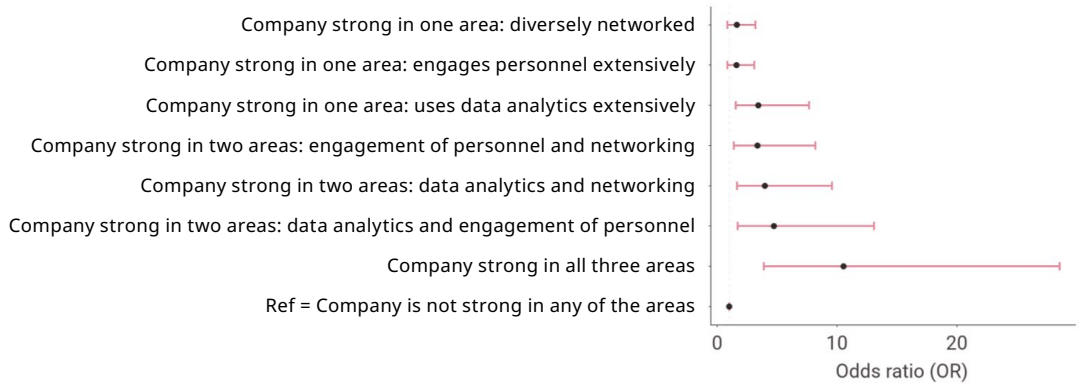 Company strong in one area: diversely networked
Company strong in one area: engages personnel extensively
Company strong in one area: uses data analytics extensively
Company strong in two areas: engagement of personnel and networking
Company strong in two areas: data analytics and networking
Company strong in two areas: data analytics and engagement of personnel
Company strong in all three areas
Ref = Company is not strong in any of the areas
0 10 20
Odds ratio (OR)